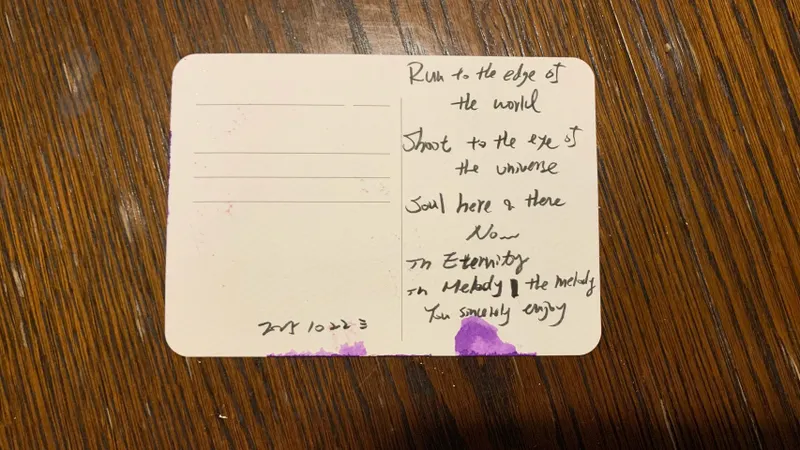 Run to the edge of
the world
Shoot to the eye of
the universe
Soul here & there
Now
In Eternity
In Melody the melody
You sincerely enjoy